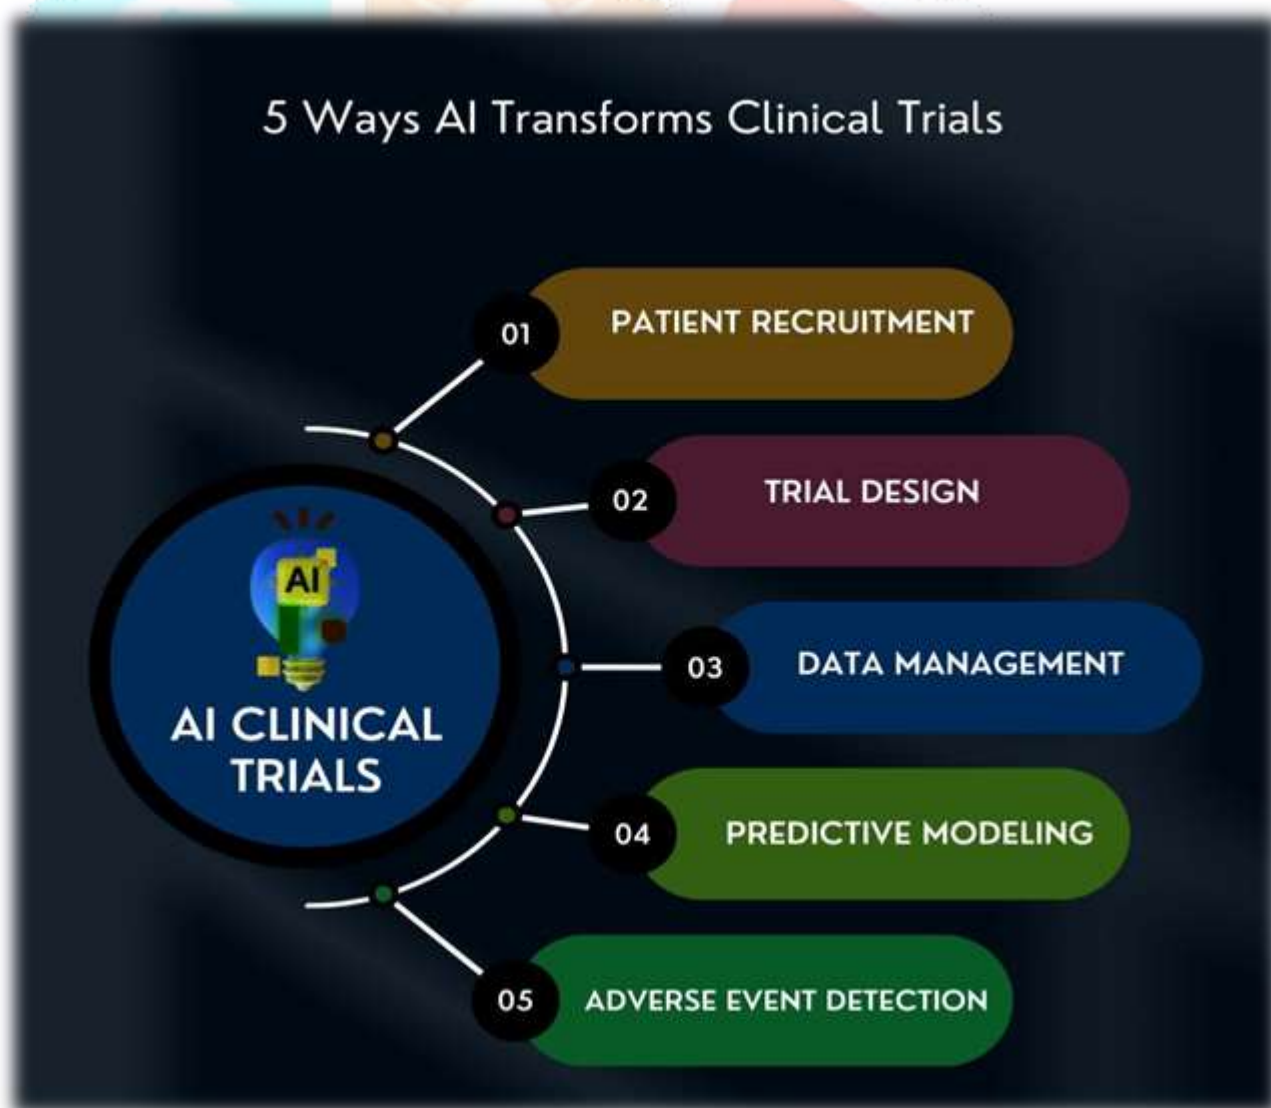 5 Ways AI Transforms Clinical Trials
01
PATIENT RECRUITMENT
02
TRIAL DESIGN
AI
AI CLINICAL
TRIALS
03
DATA MANAGEMENT
04
PREDICTIVE MODELING
05
ADVERSE EVENT DETECTION